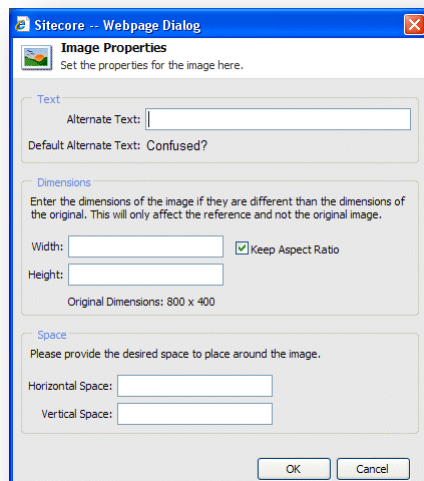 Sitecore -- Webpage Dialog
Image Properties
Set the properties for the image here.
Text
Alternate Text:
Default Alternate Text: Confused?
Dimensions
Enter the dimensions of the image if they are different than the dimensions of
the original. This will only affect the reference and not the original image.
Width:
Keep Aspect Ratio
Height:
Original Dimensions: 800 x 400
Space
Please provide the desired space to place around the image.
Horizontal Space:
Vertical Space:
OK Cancel